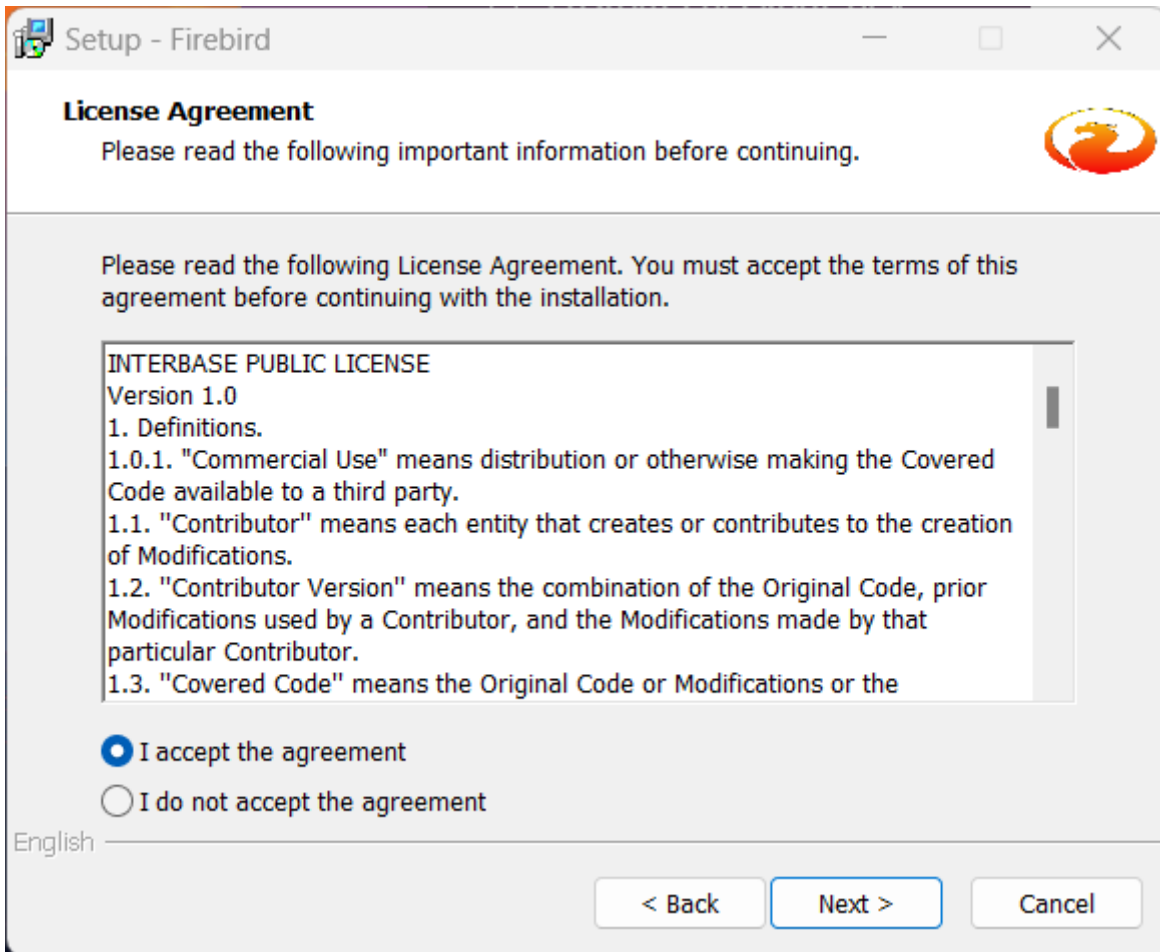 Setup - Firebird
License Agreement
Please read the following important information before continuing.
Please read the following License Agreement. You must accept the terms of this
agreement before continuing with the installation.
INTERBASE PUBLIC LICENSE
Version 1.0
1. Definitions.
1.0.1. "Commercial Use" means distribution or otherwise making the Covered
Code available to a third party.
1.1. ''Contributor'' means each entity that creates or contributes to the creation
of Modifications.
1.2. ''Contributor Version'' means the combination of the Original Code, prior
Modifications used by a Contributor, and the Modifications made by that
particular Contributor.
1.3. ''Covered Code'' means the Original Code or Modifications or the
I accept the agreement
I do not accept the agreement
English
< Back
Next >
Cancel